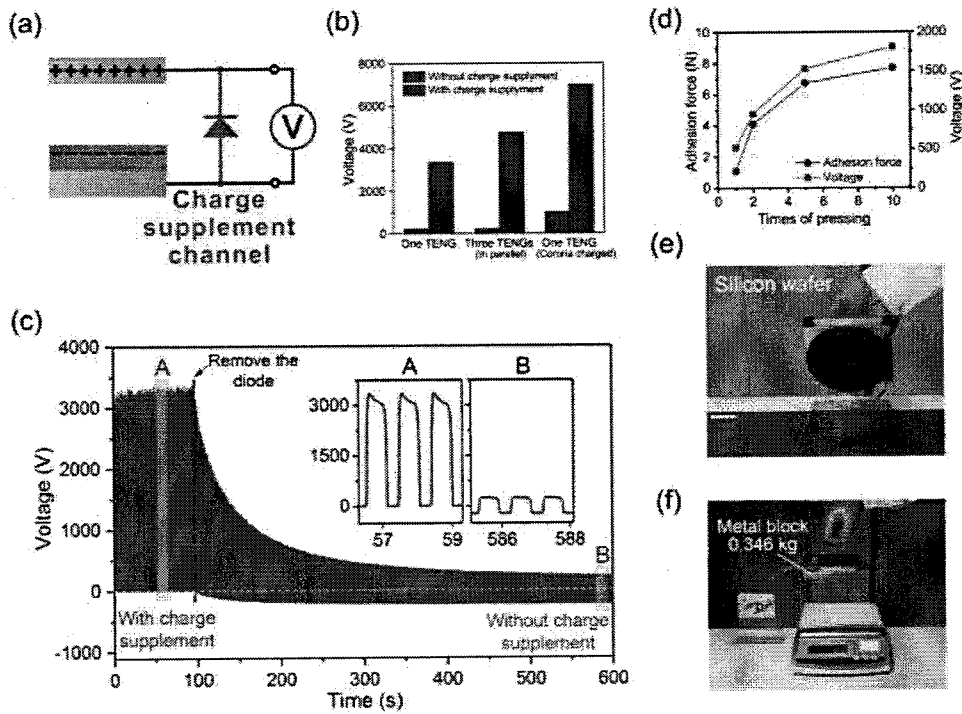 (a)
+ + + + + + + +
V
Charge
supplement
channel
(b)
8000
6000
4000
2000
0
Voltage (V)
Without charge supplyment
With charge supplyment
One TENG
Three TENGs
(in parallel)
One TENG
(Corona charged)
(c)
4000
3000
2000
1000
0
-1000
Voltage (V)
A
Remove the
diode
A
3000
1500
0
57
59
B
586
588
B
With charge
supplement
Without charge
supplement
0
100
200
300
400
500
600
Time (s)
(d)
10
8
6
4
2
0
Adhesion force (N)
2000
1500
1000
500
0
Voltage (V)
Adhesion force
Voltage
2
4
6
8
10
Times of pressing
(e)
Silicon wafer
(f)
Metal block
0.346 kg